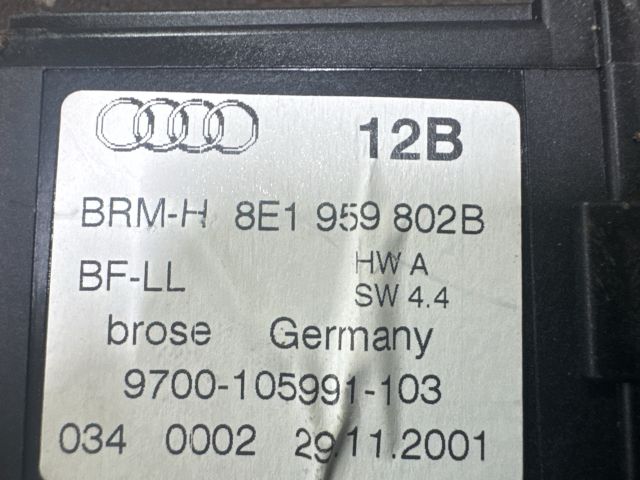 12B
BRM-H 8E1 959 802B
BF-LL HW A
SW 4.4
brose Germany
9700-105991-103
034 0002 29.11.2001